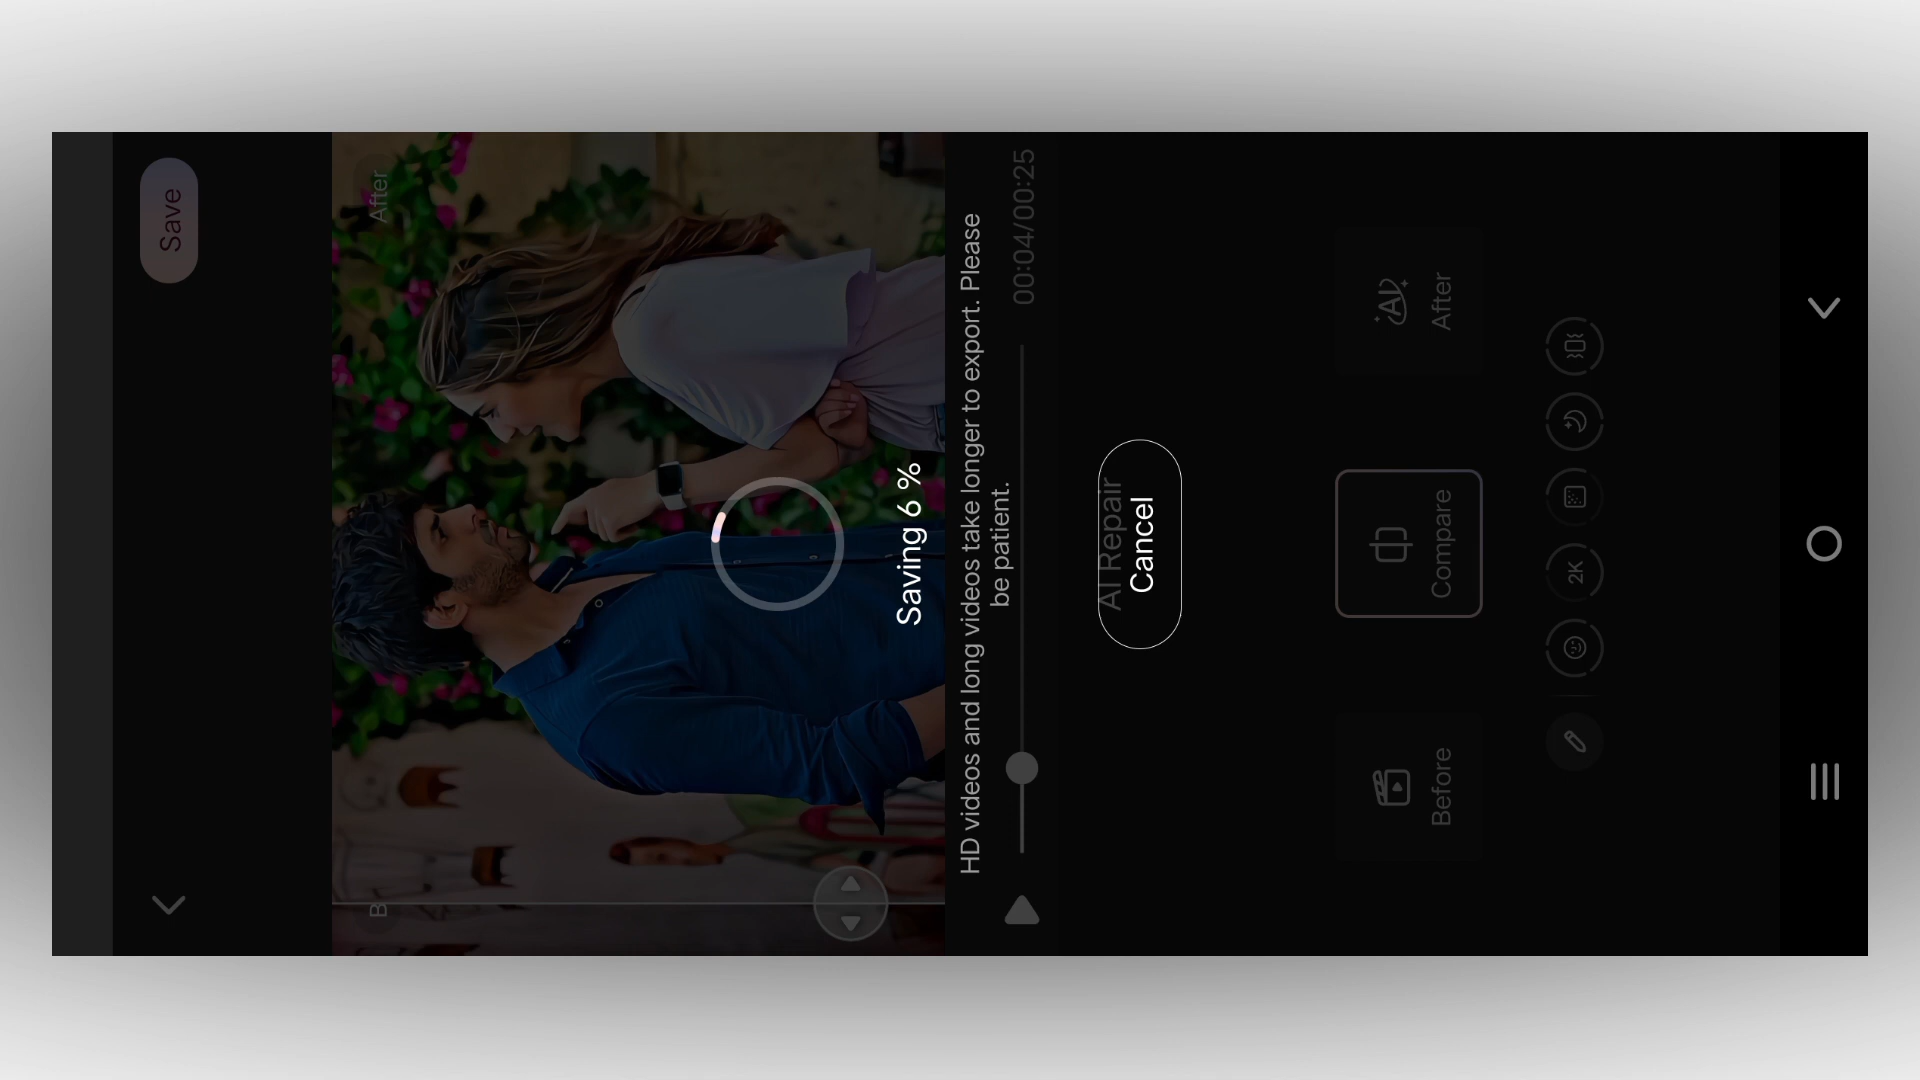 Save
B
After
Saving 6 %
HD videos and long videos take longer to export. Please
be patient.
00:04/00:25
AI Repair
Cancel
Before
Compare
AI
After
2K